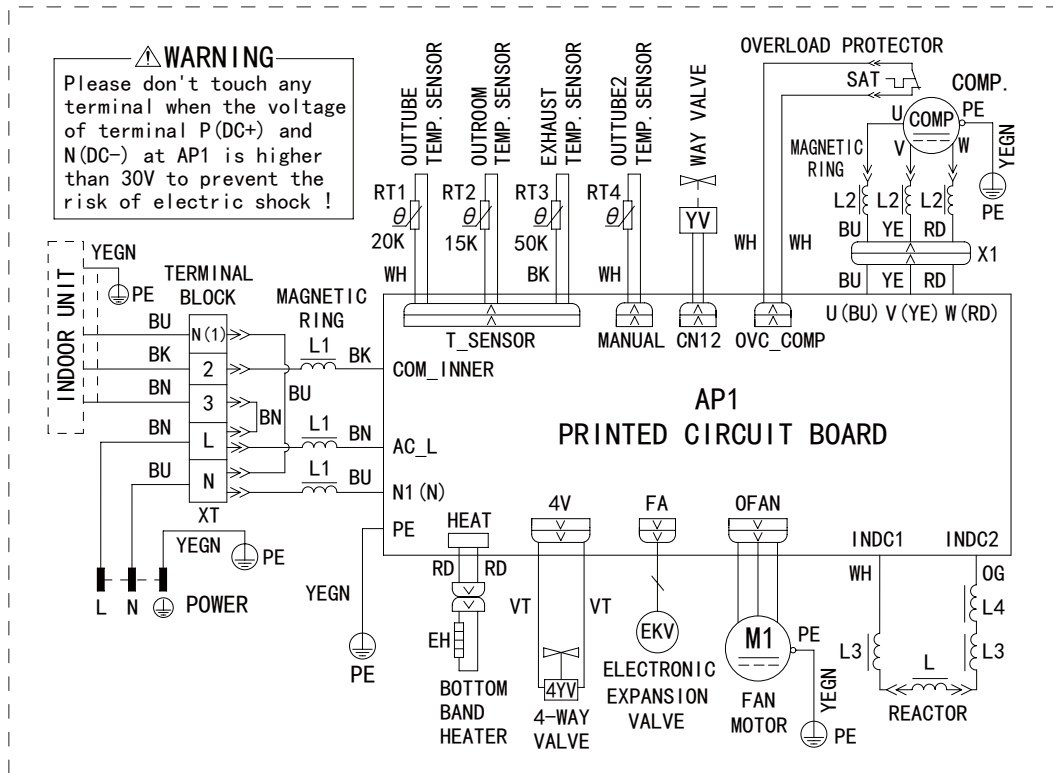 WARNING
Please don't touch any
terminal when the voltage
of terminal P(DC+) and
N(DC-) at AP1 is higher
than 30V to prevent the
risk of electric shock !
OUTTUBE
TEMP. SENSOR
OUTROOM
TEMP. SENSOR
EXHAUST
TEMP. SENSOR
OUTTUBE2
TEMP. SENSOR
WAY VALVE
OVERLOAD PROTECTOR
SAT
COMP.
U
COMP
PE
V
W
YEGN
PE
MAGNETIC
RING
L2
L2
L2
BU
YE
RD
X1
BU
YE
RD
RT1
θ
20K
RT2
θ
15K
RT3
θ
50K
RT4
θ
YV
WH
BK
WH
WH
WH
U(BU) V(YE) W(RD)
T_SENSOR
MANUAL
CN12
OVC_COMP
INDOOR UNIT
YEGN
PE
TERMINAL
BLOCK
MAGNETIC
RING
BU
N(1)
BK
2
L1
BK
COM_INNER
BU
BN
3
BN
BN
L
L1
BN
AC_L
BU
N
L1
BU
N1(N)
XT
YEGN
PE
L
N
POWER
AP1
PRINTED CIRCUIT BOARD
PE
YEGN
PE
HEAT
RD
RD
EH
BOTTOM
BAND
HEATER
4V
VT
VT
4YV
4-WAY
VALVE
FA
EKV
ELECTRONIC
EXPANSION
VALVE
OFAN
M1
PE
YEGN
PE
FAN
MOTOR
INDC1
INDC2
WH
OG
L4
L3
L3
L
REACTOR